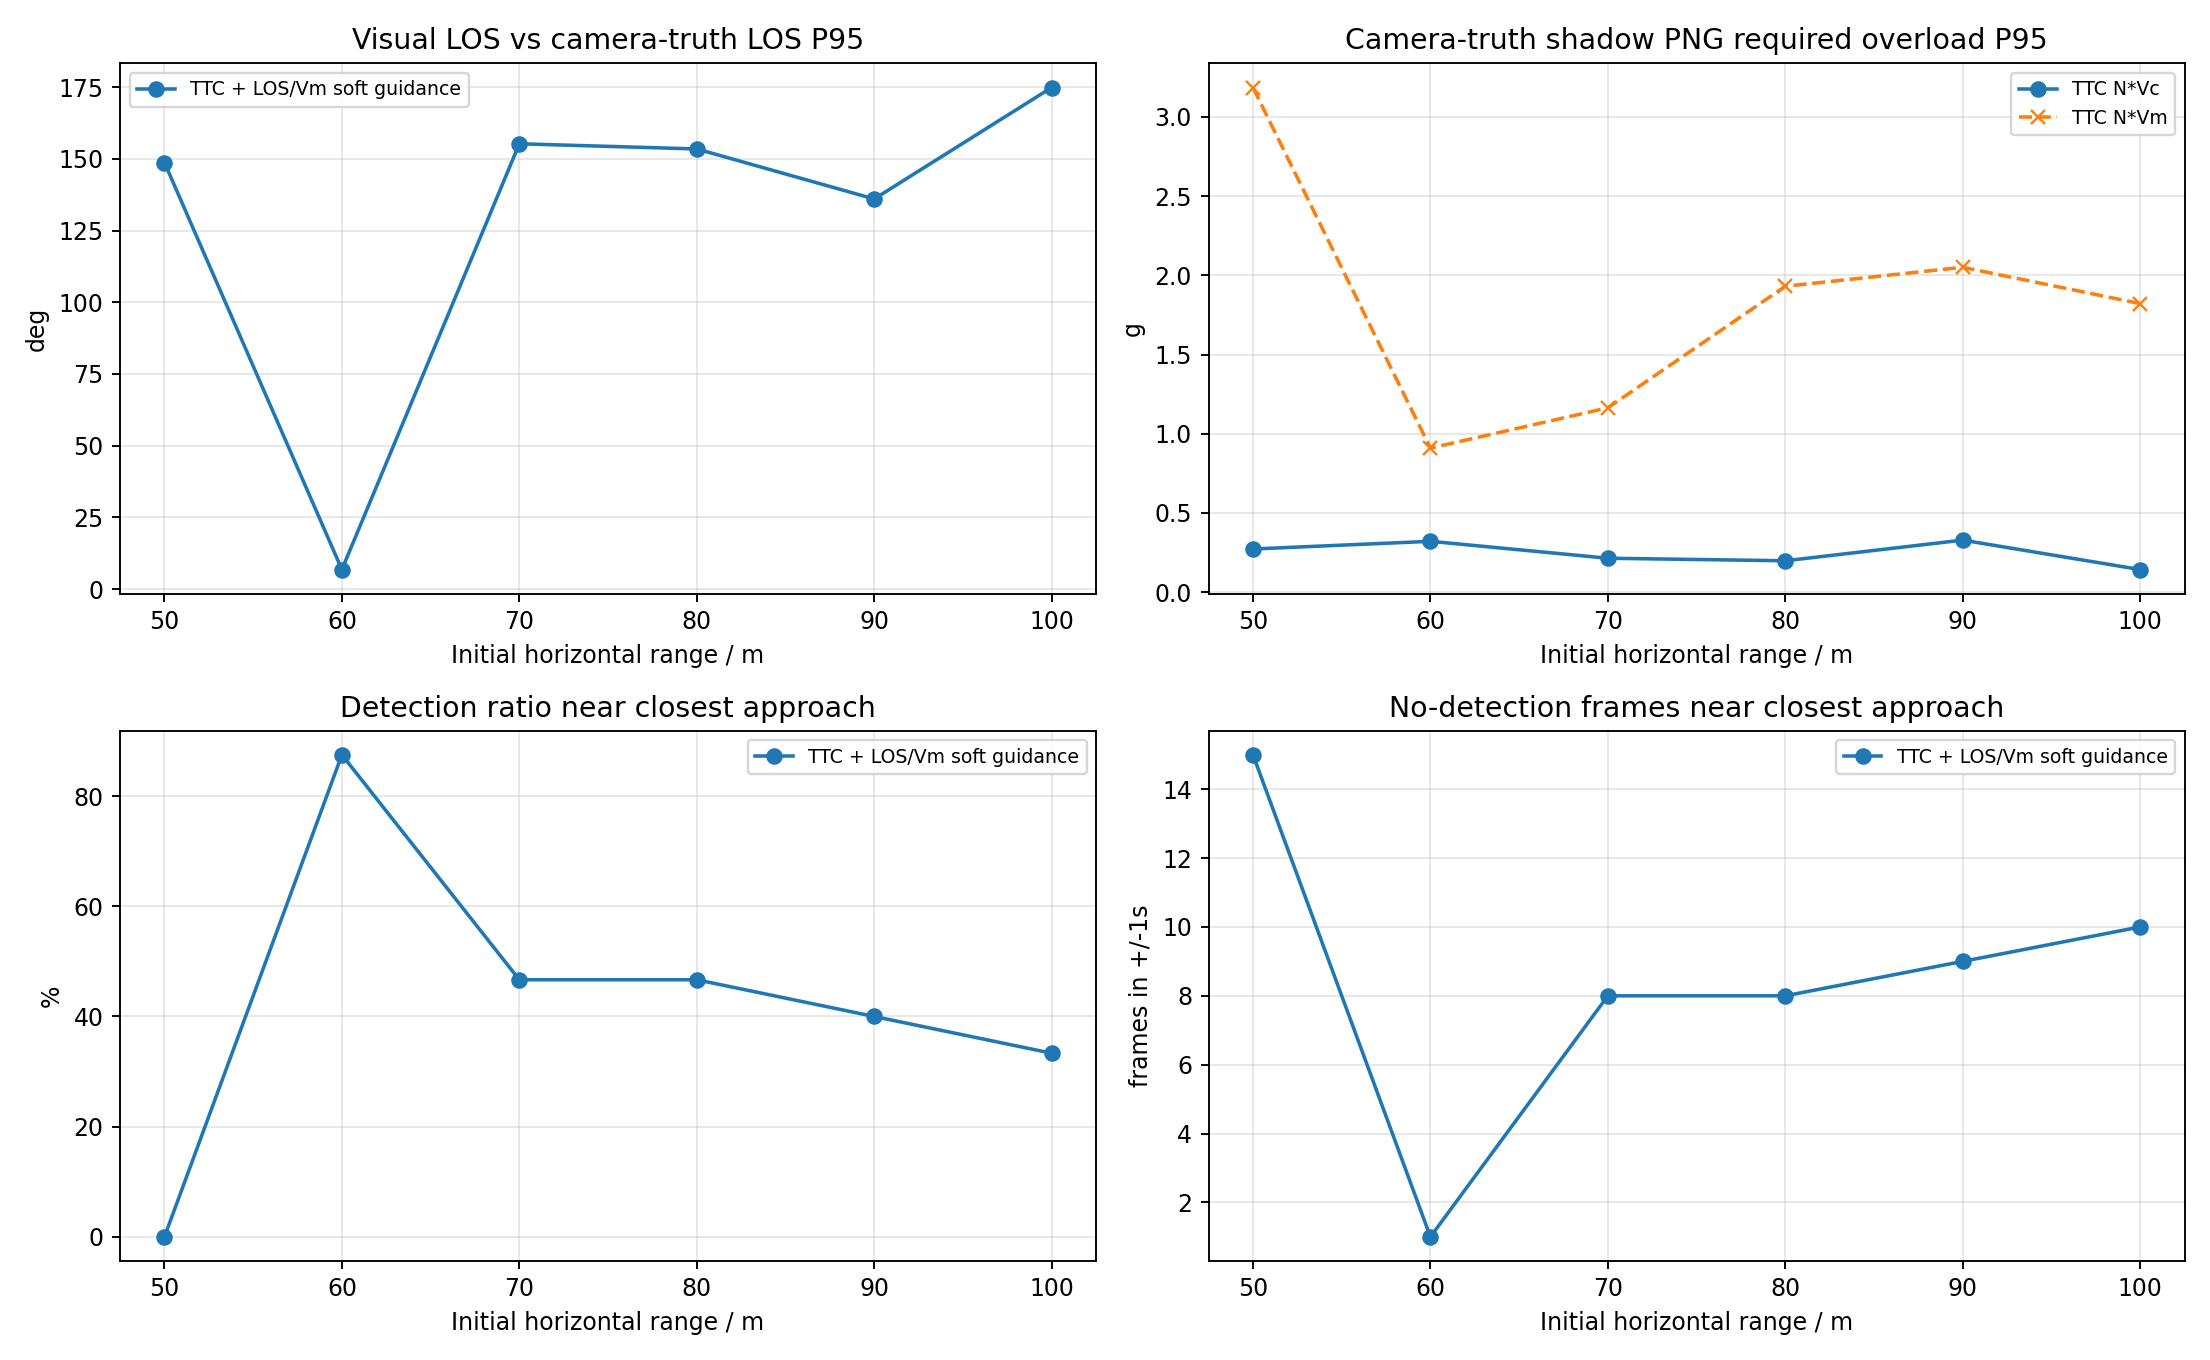 Visual LOS vs camera-truth LOS P95
TTC + LOS/Vm soft guidance
175
150
125
100
75
50
25
0
deg
50 60 70 80 90 100
Initial horizontal range / m
Camera-truth shadow PNG required overload P95
TTC N*Vc
TTC N*Vm
3.0
2.5
2.0
1.5
1.0
0.5
0.0
g
50 60 70 80 90 100
Initial horizontal range / m
Detection ratio near closest approach
TTC + LOS/Vm soft guidance
80
60
40
20
0
%
50 60 70 80 90 100
Initial horizontal range / m
No-detection frames near closest approach
TTC + LOS/Vm soft guidance
14
12
10
8
6
4
2
frames in +/-1s
50 60 70 80 90 100
Initial horizontal range / m